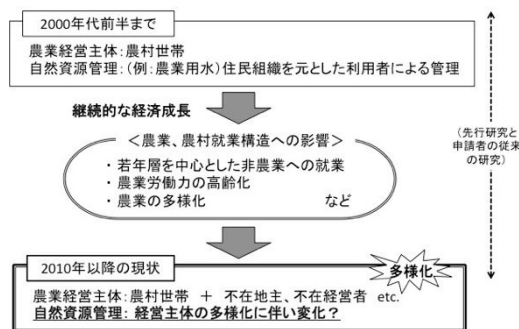 2000年代前半まで
農業経営主体：農村世帯
自然資源管理：（例：農業用水）住民組織を元とした利用者による管理
継続的な経済成長
＜農業、農村就業構造への影響＞
・若年層を中心とした非農業への就業
・農業労働力の高齢化
・農業の多様化　　など
（先行研究と
申請者の従来
の研究）
2010年以降の現状
多様化
農業経営主体：農村世帯　＋　不在地主、不在経営者　etc.
自然資源管理：経営主体の多様化に伴い変化？